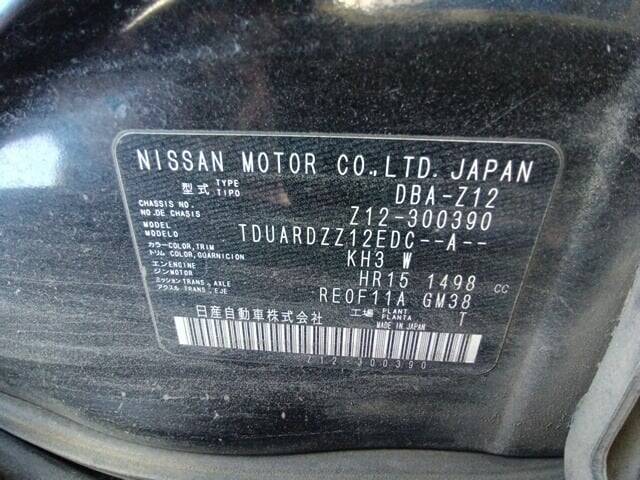 NISSAN MOTOR CO.,LTD. JAPAN
型式 TYPE TIPO DBA-Z12
CHASSIS NO. NO.DE CHASSIS Z12-300390
MODEL MODELO TDUARDZZ12EDC--A--
カラー COLOR,TRIM トリム COLOR,GUARNICION KH3 W
エンジン ENGINE MOTOR HR15 1498 cc
ミッション TRANS., AXLE アクスル TRANS., EJE RE0F11A GM38
日産自動車株式会社 工場 PLANT PLANTA T
MADE IN JAPAN
Z12-300390